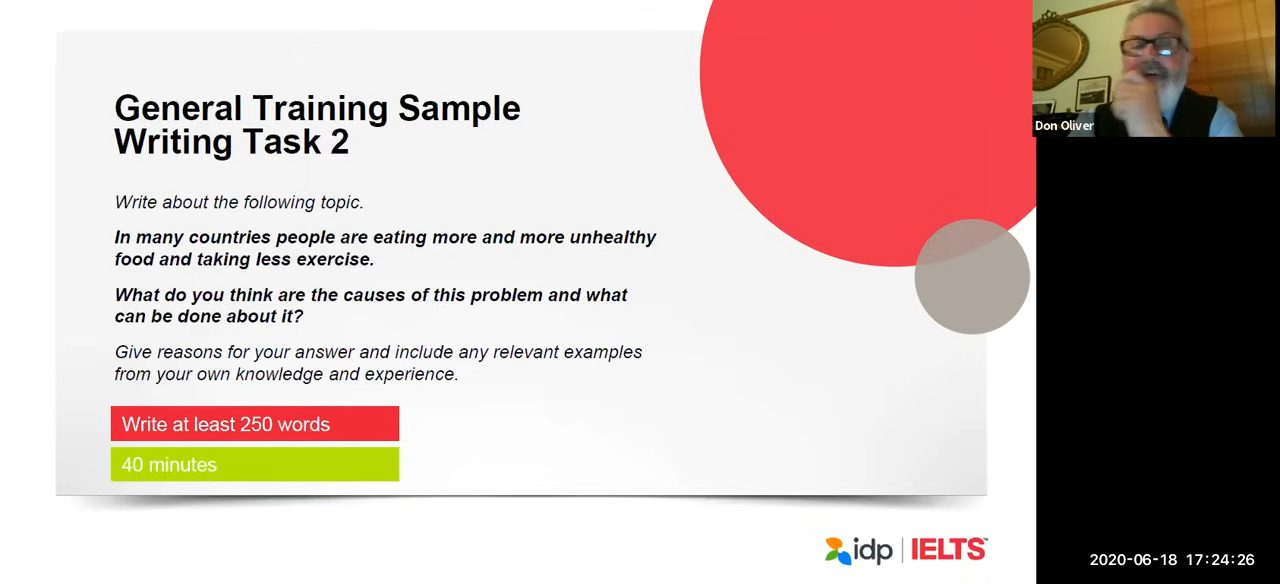 General Training Sample
Writing Task 2
Write about the following topic.
In many countries people are eating more and more unhealthy
food and taking less exercise.
What do you think are the causes of this problem and what
can be done about it?
Give reasons for your answer and include any relevant examples
from your own knowledge and experience.
Write at least 250 words
40 minutes
idp | IELTS™
Don Oliver
2020-06-18 17:24:26